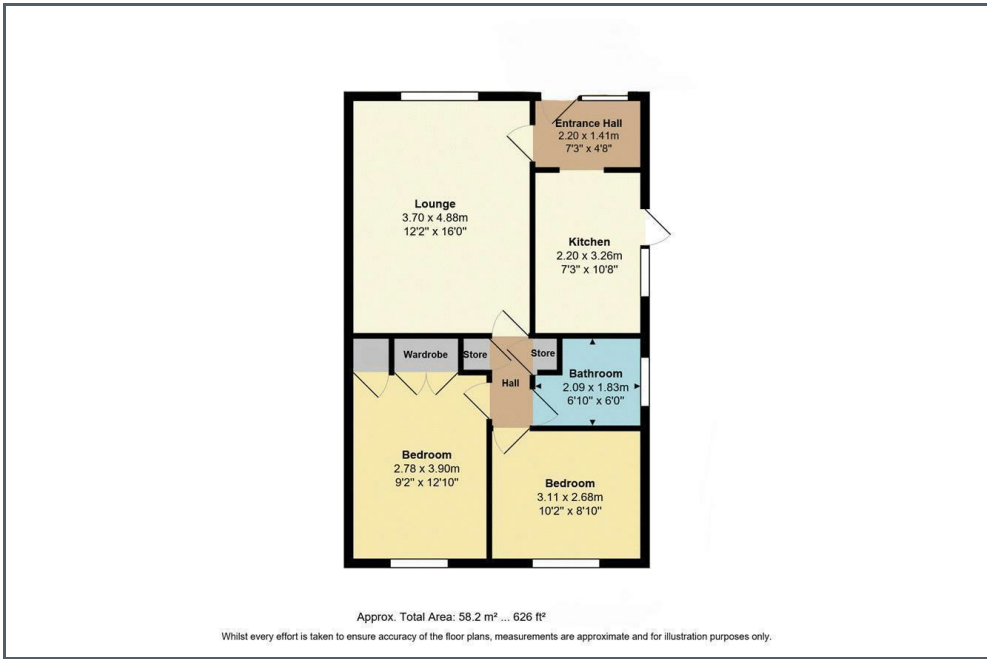 Entrance Hall
2.20 x 1.41m
7'3" x 4'8"
Lounge
3.70 x 4.88m
12'2" x 16'0"
Kitchen
2.20 x 3.26m
7'3" x 10'8"
Wardrobe
Store
Store
Hall
Bathroom
2.09 x 1.83m
6'10" x 6'0"
Bedroom
2.78 x 3.90m
9'2" x 12'10"
Bedroom
3.11 x 2.68m
10'2" x 8'10"
Approx. Total Area: 58.2 m² ... 626 ft²
Whilst every effort is taken to ensure accuracy of the floor plans, measurements are approximate and for illustration purposes only.